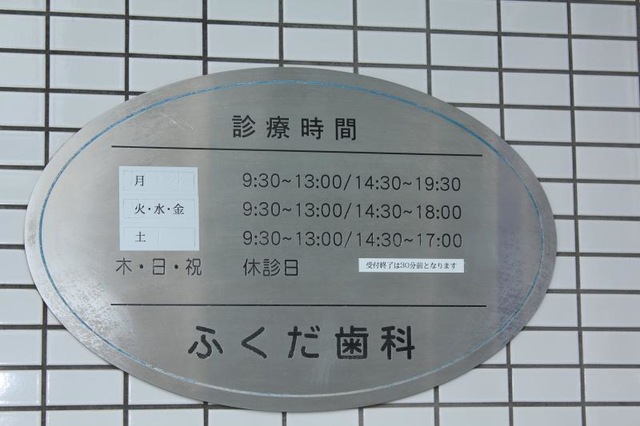 診療時間
月 9:30~13:00/14:30~19:30
火・水・金 9:30~13:00/14:30~18:00
土 9:30~13:00/14:30~17:00
木・日・祝 休診日 受付終了は30分前となります
ふくだ歯科